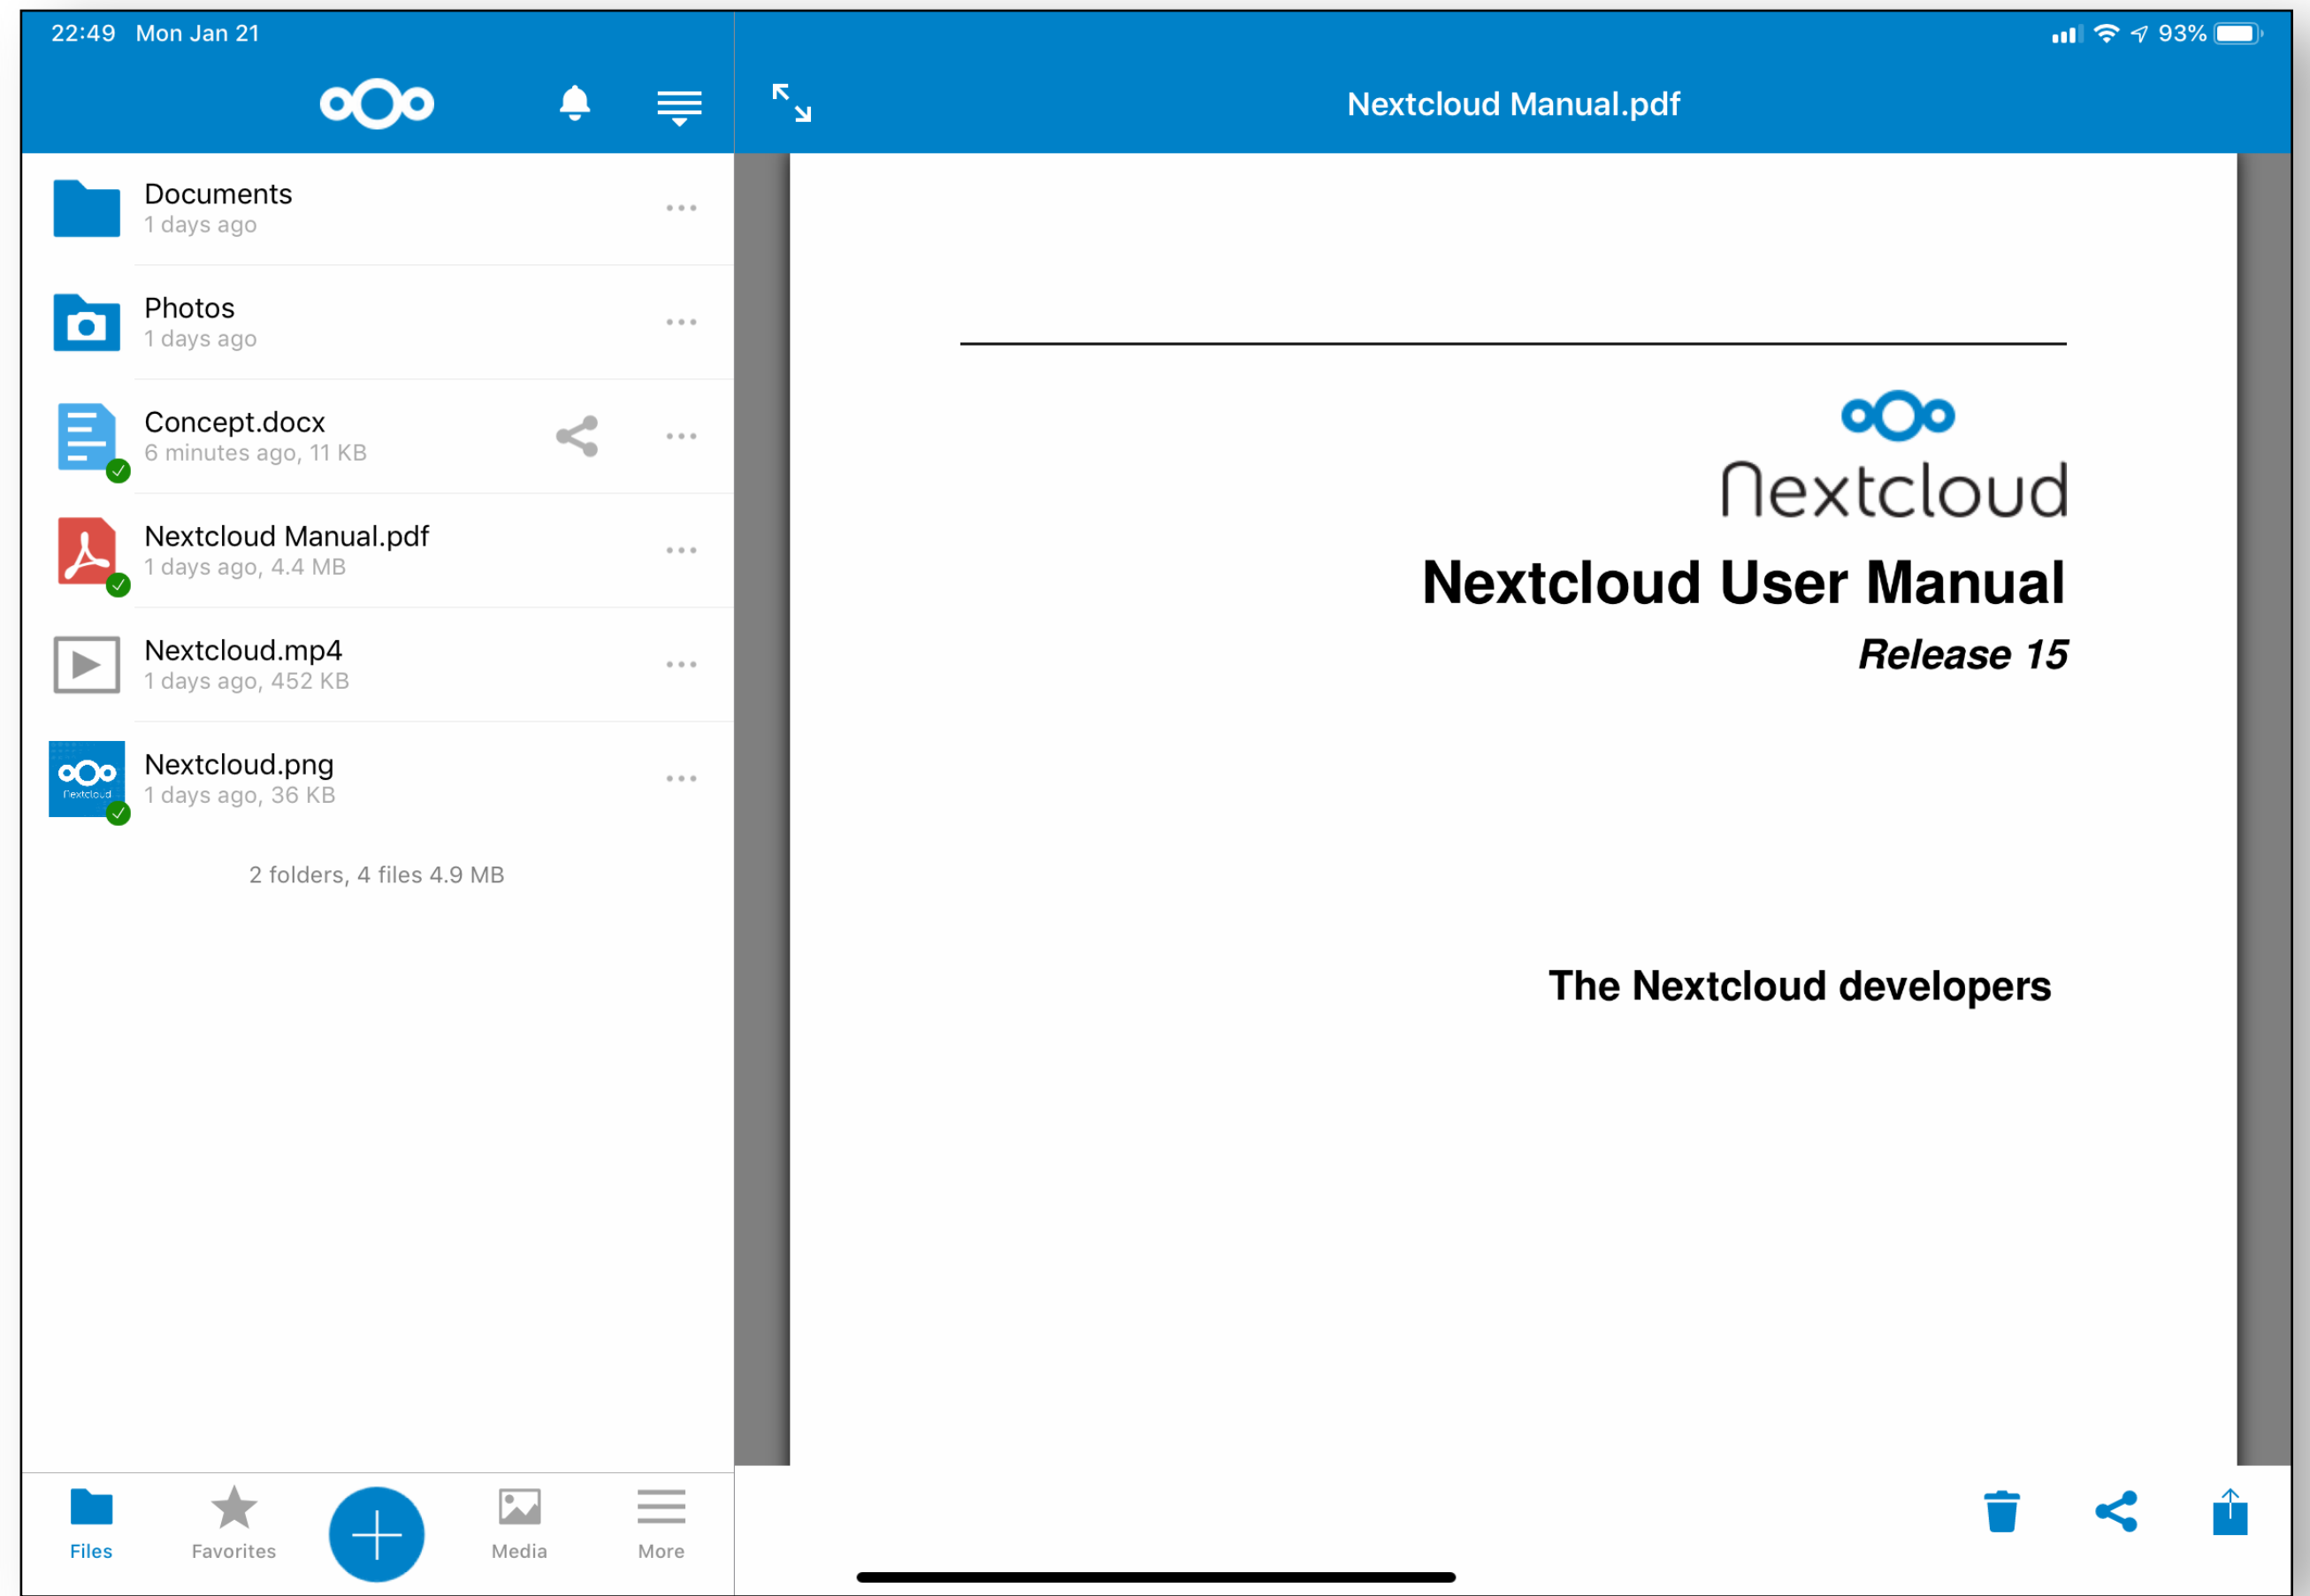 22:49 Mon Jan 21
93%
Nextcloud Manual.pdf
Documents
1 days ago
Photos
1 days ago
Concept.docx
6 minutes ago, 11 KB
Nextcloud Manual.pdf
1 days ago, 4.4 MB
Nextcloud.mp4
1 days ago, 452 KB
Nextcloud
Nextcloud.png
1 days ago, 36 KB
2 folders, 4 files 4.9 MB
Files
Favorites
Media
More
Nextcloud
Nextcloud User Manual
Release 15
The Nextcloud developers